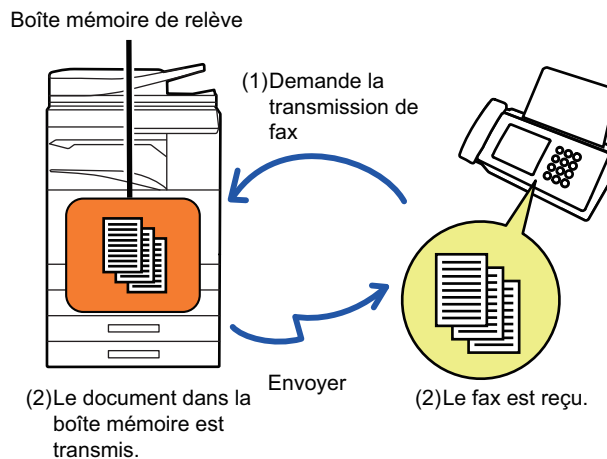 Boîte mémoire de relève
(1)Demande la
transmission de
fax
Envoyer
(2)Le document dans la
boîte mémoire est
transmis.
(2)Le fax est reçu.